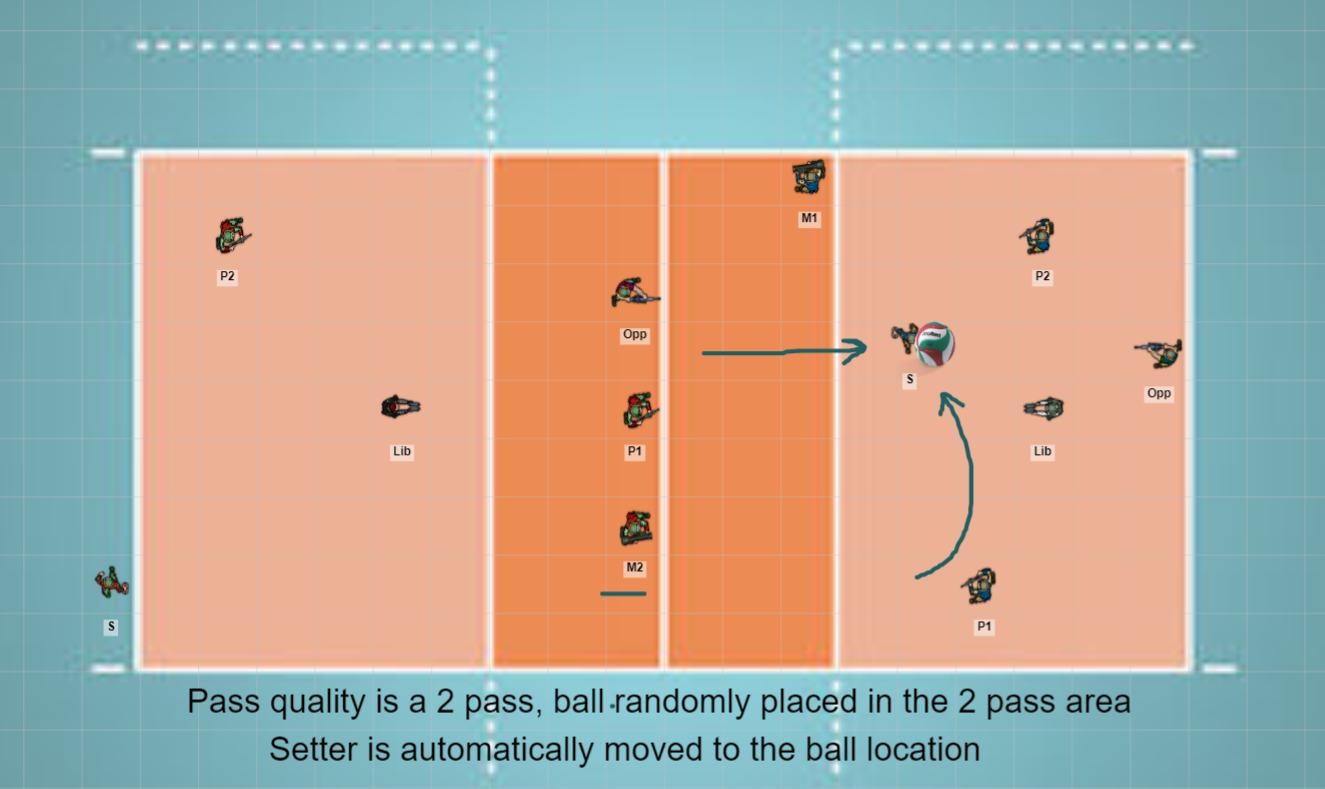 M1
P2
P2
Opp
S
Opp
Lib
P1
Lib
M2
S
P1
Pass quality is a 2 pass, ball randomly placed in the 2 pass area
Setter is automatically moved to the ball location